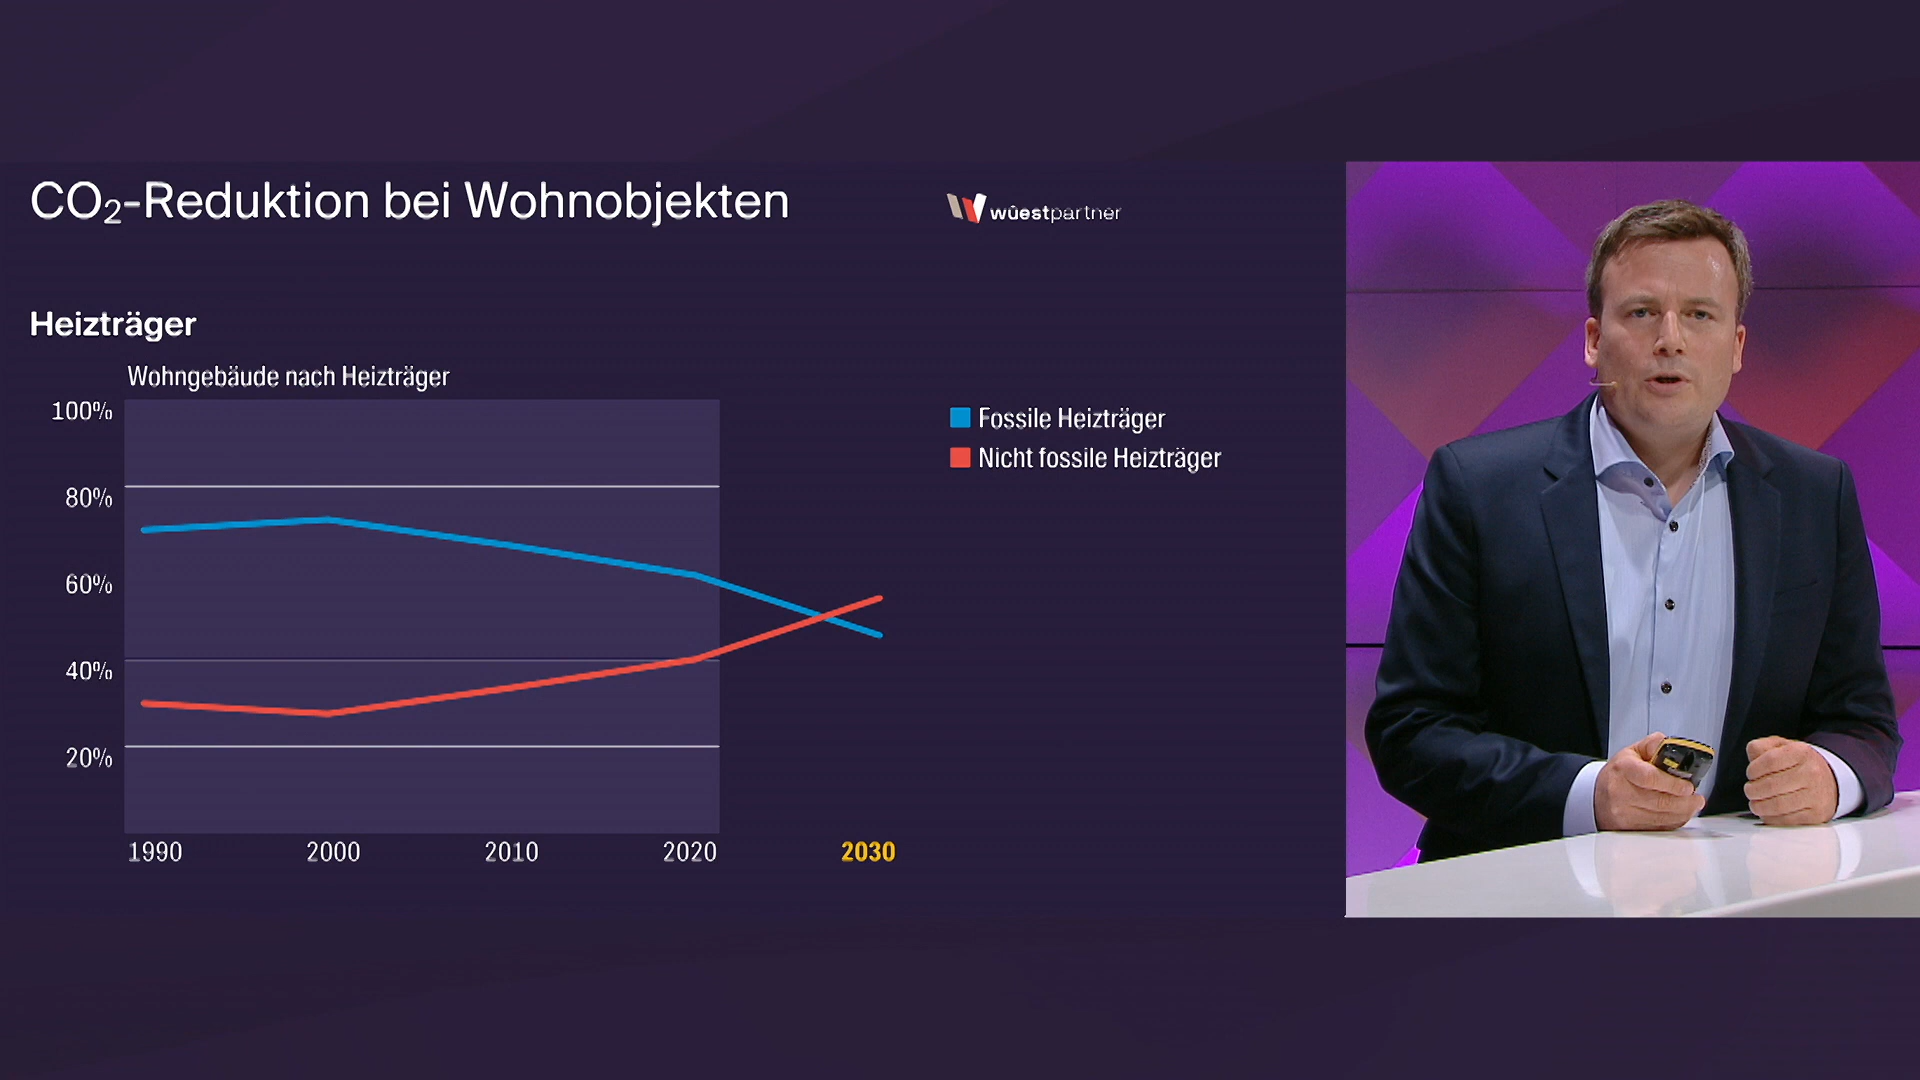 CO₂-Reduktion bei Wohnobjekten
wüestpartner
Heizträger
Wohngebäude nach Heizträger
100%
80%
60%
40%
20%
1990 2000 2010 2020 2030
Fossile Heizträger
Nicht fossile Heizträger